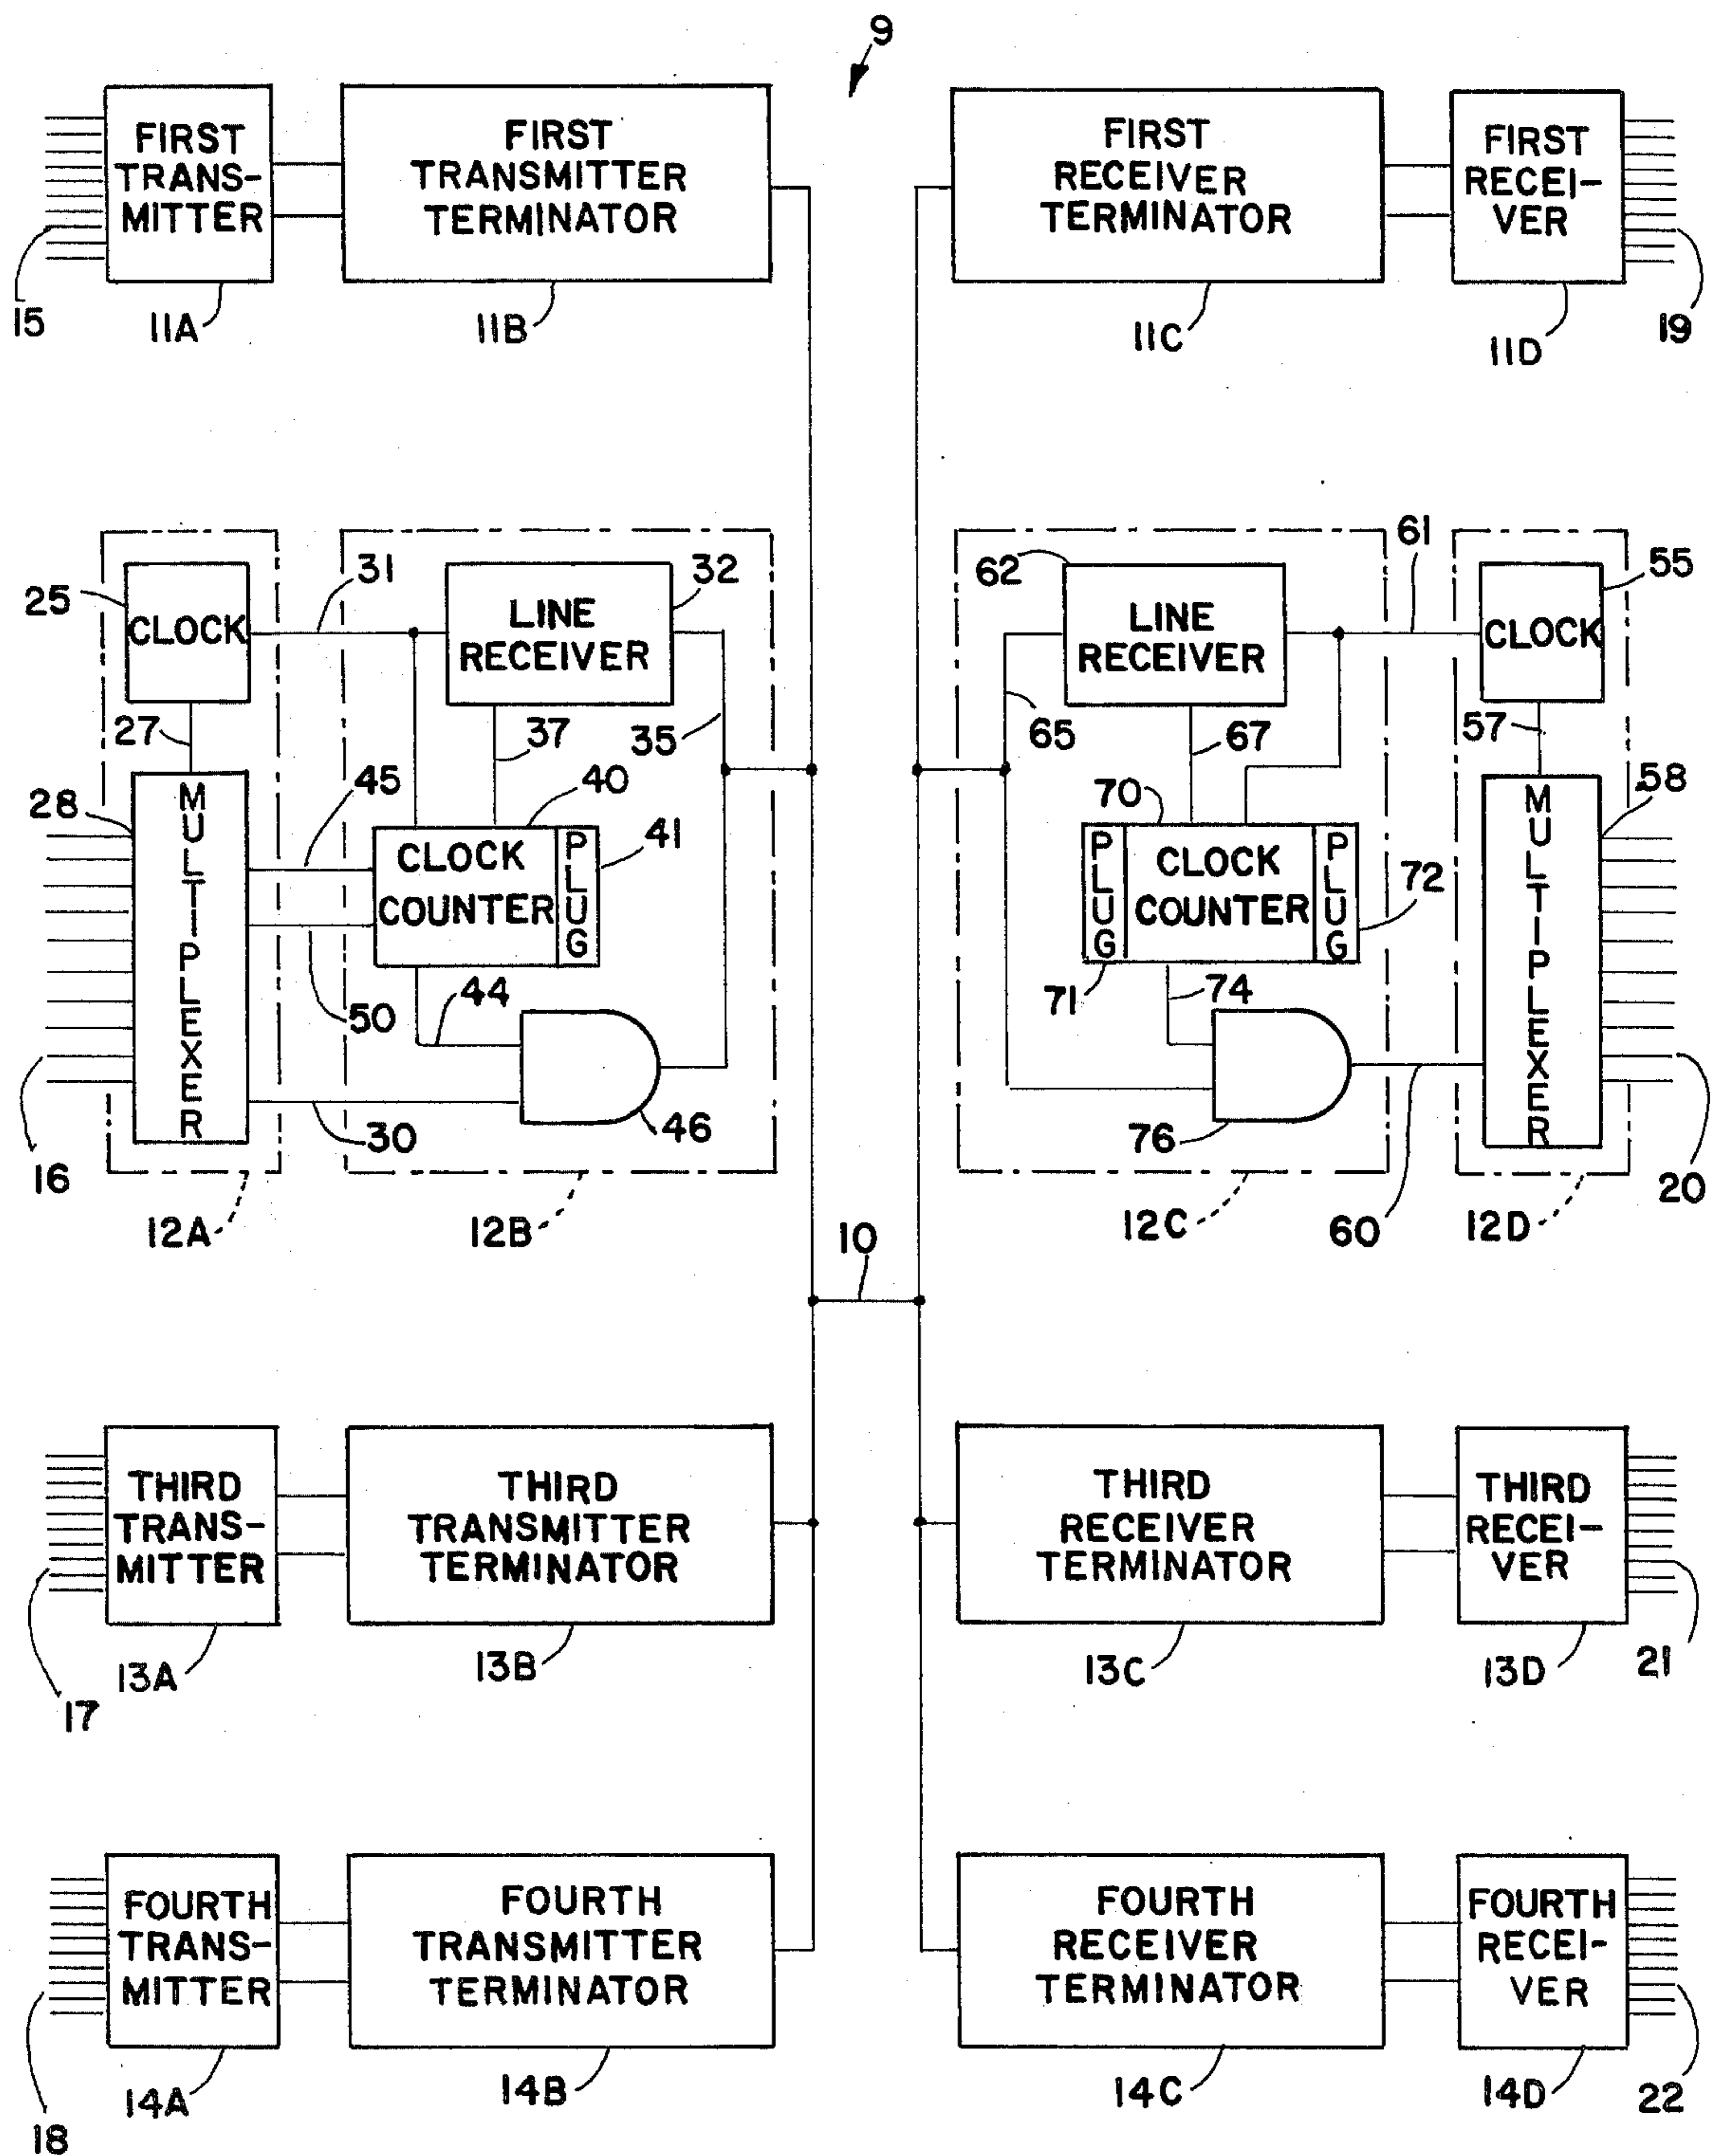 9
FIRST
TRANS-
MITTER
FIRST
TRANSMITTER
TERMINATOR
FIRST
RECEIVER
TERMINATOR
FIRST
RECEI-
VER
15
11A
11B
11C
11D
19
25
CLOCK
31
LINE
RECEIVER
32
62
LINE
RECEIVER
61
CLOCK
55
27
37
35
65
67
57
28
MULTIPLEXER
45
40
CLOCK
COUNTER
PLUG
41
70
PLUG
CLOCK
COUNTER
PLUG
72
58
MULTIPLEXER
50
44
71
74
16
30
46
76
20
12A
12B
12C
60
12D
10
THIRD
TRANS-
MITTER
THIRD
TRANSMITTER
TERMINATOR
THIRD
RECEIVER
TERMINATOR
THIRD
RECEI-
VER
17
13A
13B
13C
13D
21
FOURTH
TRANS-
MITTER
FOURTH
TRANSMITTER
TERMINATOR
FOURTH
RECEIVER
TERMINATOR
FOURTH
RECEI-
VER
18
14A
14B
14C
14D
22